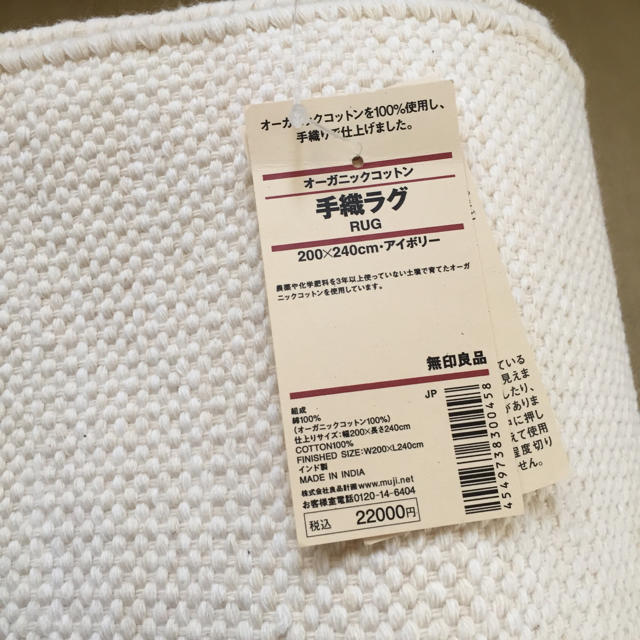 オーガニックコットンを100%使用し、
手織りで仕上げました。
オーガニックコットン
手織ラグ
RUG
200×240cm・アイボリー
農薬や化学肥料を3年以上使っていない土壌で育てたオーガ
ニックコットンを使用しています。
無印良品
JP
組成
綿100%
(オーガニックコットン100%)
仕上りサイズ:幅200×長さ240cm
COTTON100%
FINISHED SIZE:W200×L240cm
インド製
MADE IN INDIA
株式会社良品計画 www.muji.net
お客様室電話0120-14-6404
税込 22000円
4549738300458
ている
見えま
したり、
がありま
に押し
えて使用
程度切り
せん。